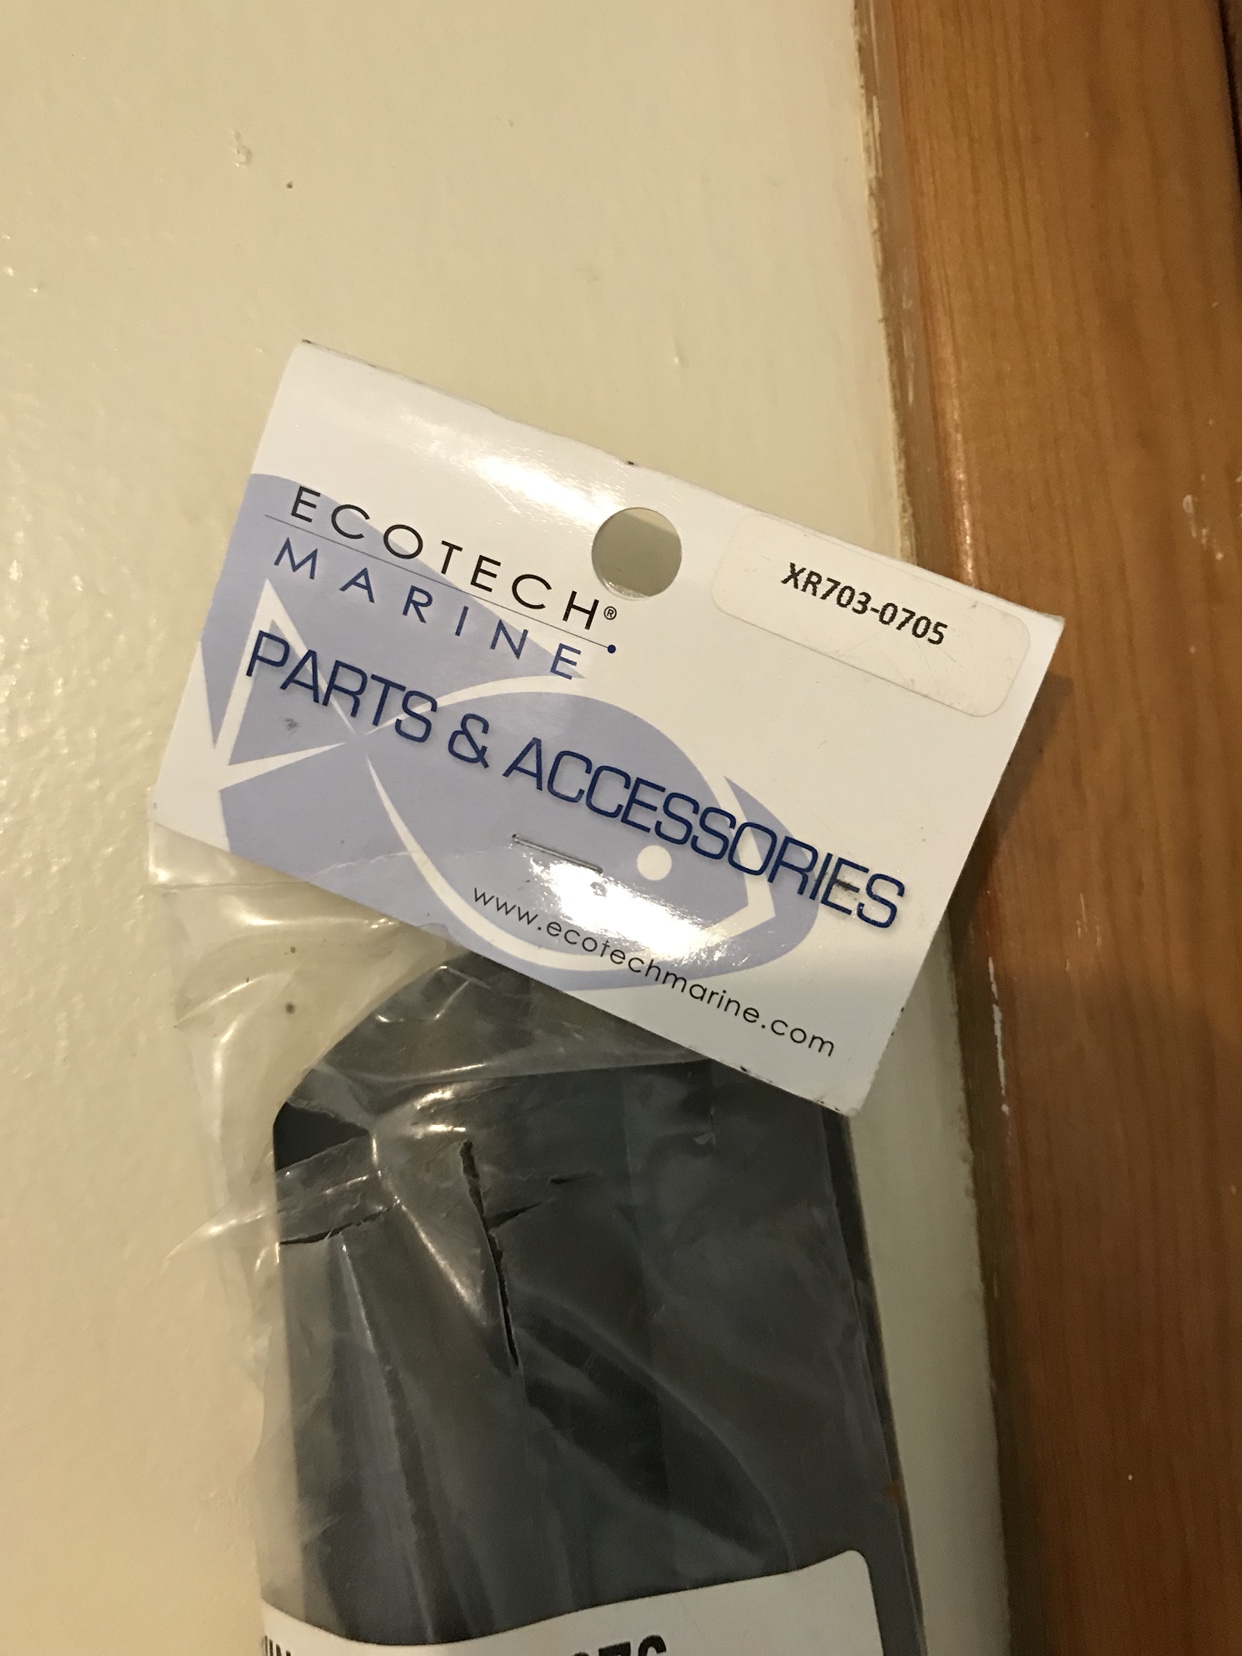 ECOTECH®
MARINE
XR703-0705
PARTS & ACCESSORIES
www.ecotechmarine.com